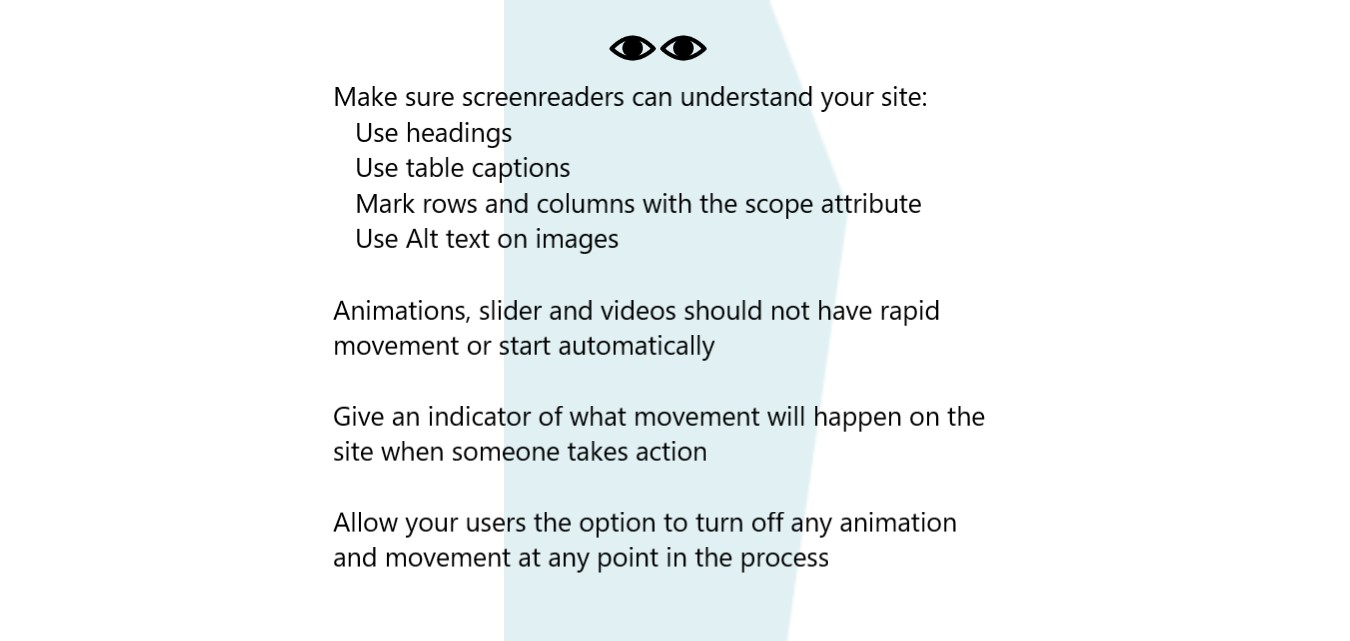 Make sure screenreaders can understand your site:
Use headings
Use table captions
Mark rows and columns with the scope attribute
Use Alt text on images
Animations, slider and videos should not have rapid
movement or start automatically
Give an indicator of what movement will happen on the
site when someone takes action
Allow your users the option to turn off any animation
and movement at any point in the process